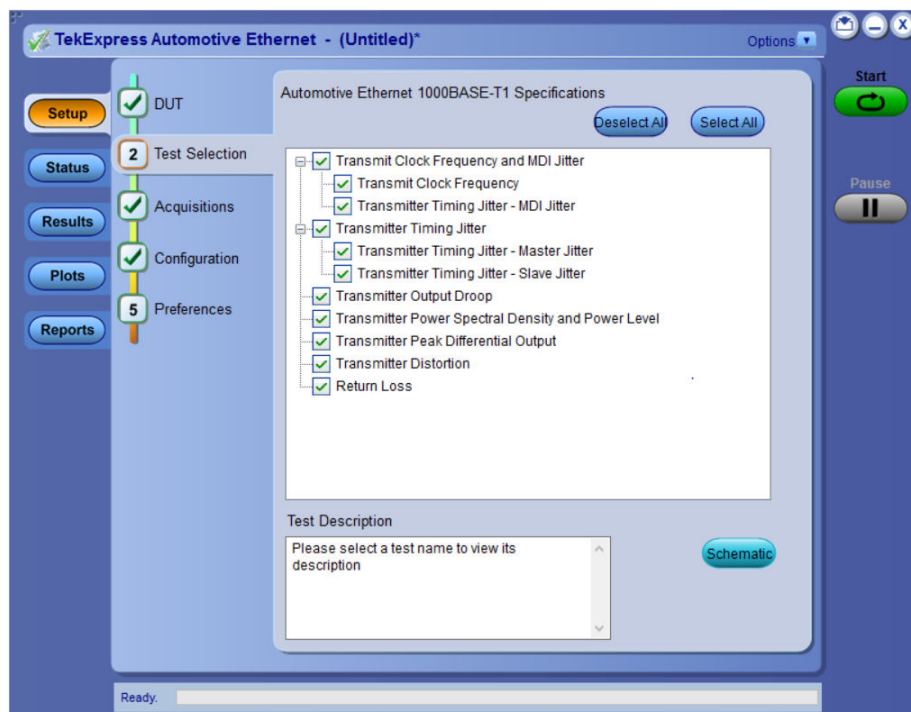 TekExpress Automotive Ethernet - (Untitled)*
Options
X
Start
Pause
Setup
Status
Results
Plots
Reports
DUT
2 Test Selection
Acquisitions
Configuration
5 Preferences
Automotive Ethernet 1000BASE-T1 Specifications
Deselect All
Select All
Transmit Clock Frequency and MDI Jitter
Transmit Clock Frequency
Transmitter Timing Jitter - MDI Jitter
Transmitter Timing Jitter
Transmitter Timing Jitter - Master Jitter
Transmitter Timing Jitter - Slave Jitter
Transmitter Output Droop
Transmitter Power Spectral Density and Power Level
Transmitter Peak Differential Output
Transmitter Distortion
Return Loss
Test Description
Please select a test name to view its
description
Schematic
Ready.